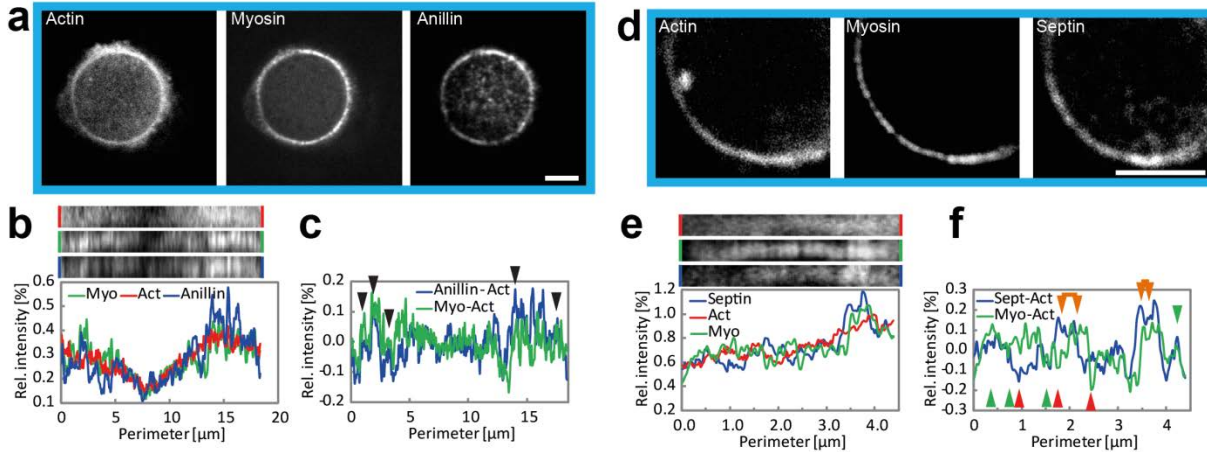 a
Actin Myosin Anillin
b
Rel. intensity [%]
0.6
0.5
0.4
0.3
0.2
0.1
Myo Act Anillin
0 5 10 15 20
Perimeter [µm]
c
Rel. intensity [%]
0.2
0.1
0.0
-0.1
-0.2
Anillin-Act
Myo-Act
0 5 10 15
Perimeter [µm]
d
Actin Myosin Septin
e
Rel. intensity [%]
1.2
1.0
0.8
0.6
0.4
0.2
Septin
Act
Myo
0.0 1.0 2.0 3.0 4.0
Perimeter [µm]
f
Rel. intensity [%]
0.3
0.2
0.1
0.0
-0.1
-0.2
-0.3
Sept-Act
Myo-Act
0 1 2 3 4
Perimeter [µm]